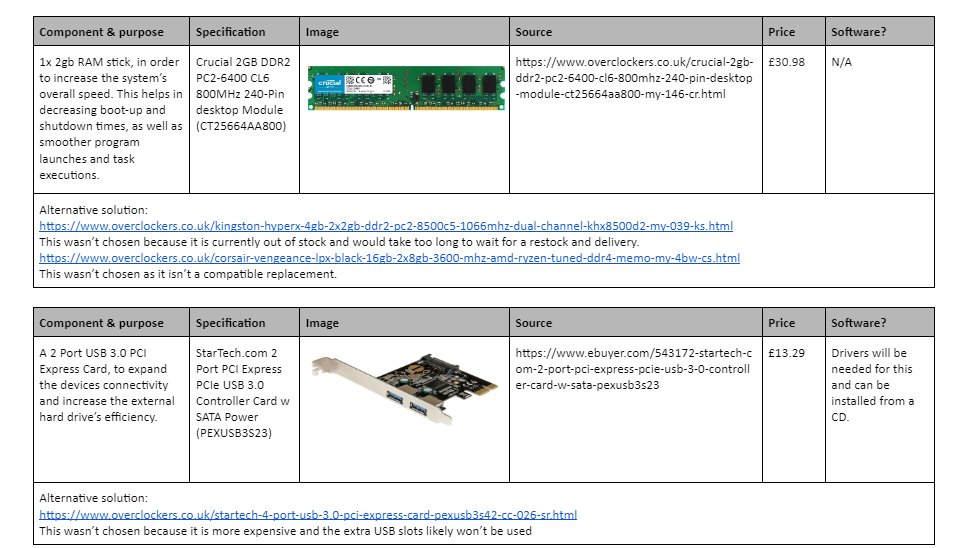 Component & purpose
Specification
Image
Source
Price
Software?
1x 2gb RAM stick, in order
to increase the system's
overall speed. This helps in
decreasing boot-up and
shutdown times, as well as
smoother program
launches and task
executions.
Crucial 2GB DDR2
PC2-6400 CL6
800MHz 240-Pin
desktop Module
(CT25664AA800)
crucial
https://www.overclockers.co.uk/crucial-2gb-
ddr2-pc2-6400-cl6-800mhz-240-pin-desktop
-module-ct25664aa800-my-146-cr.html
£30.98
N/A
Alternative solution:
https://www.overclockers.co.uk/kingston-hyperx-4gb-2x2gb-ddr2-pc2-8500c5-1066mhz-dual-channel-khx8500d2-my-039-ks.html
This wasn't chosen because it is currently out of stock and would take too long to wait for a restock and delivery.
https://www.overclockers.co.uk/corsair-vengeance-lpx-black-16gb-2x8gb-3600-mhz-amd-ryzen-tuned-ddr4-memo-my-4bw-cs.html
This wasn't chosen as it isn't a compatible replacement.
Component & purpose
Specification
Image
Source
Price
Software?
A 2 Port USB 3.0 PCI
Express Card, to expand
the devices connectivity
and increase the external
hard drive's efficiency.
StarTech.com 2
Port PCI Express
PCIe USB 3.0
Controller Card w
SATA Power
(PEXUSB3S23)
https://www.ebuyer.com/543172-startech-c
om-2-port-pci-express-pcie-usb-3-0-controll
er-card-w-sata-pexusb3s23
£13.29
Drivers will be
needed for this
and can be
installed from a
CD.
Alternative solution:
https://www.overclockers.co.uk/startech-4-port-usb-3.0-pci-express-card-pexusb3s42-cc-026-sr.html
This wasn't chosen because it is more expensive and the extra USB slots likely won't be used